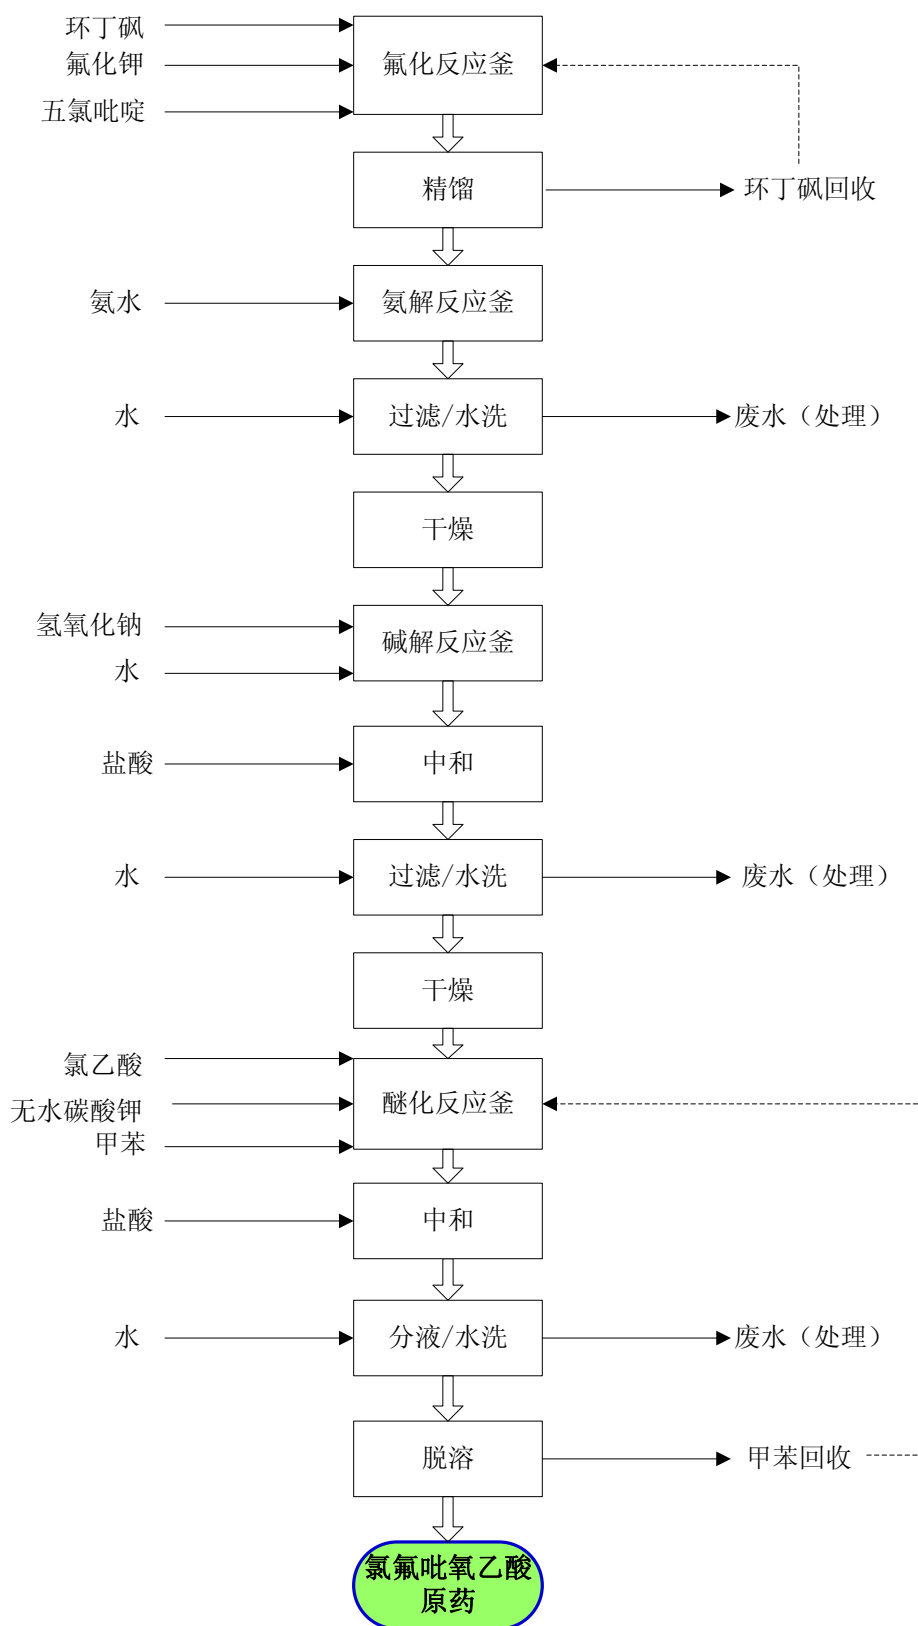 环丁砜
氟化钾
氟化反应釜
五氯吡啶
精馏
环丁砜回收
氨水
氨解反应釜
水
过滤/水洗
废水（处理）
干燥
氢氧化钠
碱解反应釜
水
盐酸
中和
水
过滤/水洗
废水（处理）
干燥
氯乙酸
无水碳酸钾
醚化反应釜
甲苯
盐酸
中和
水
分液/水洗
废水（处理）
脱溶
甲苯回收
氯氟吡氧乙酸
原药